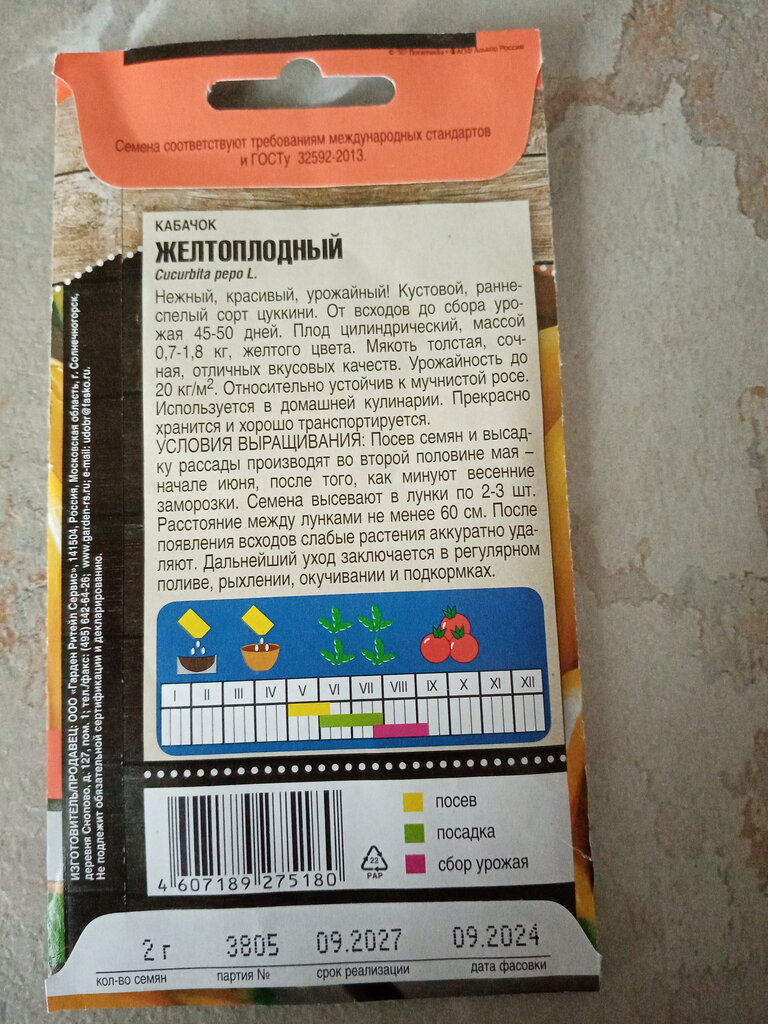 Семена соответствуют требованиям международных стандартов
и ГОСТу 32592-2013.
КАБАЧОК
ЖЕЛТОПЛОДНЫЙ
Cucurbita pepo L.
Нежный, красивый, урожайный! Кустовой, ранне-
спелый сорт цуккини. От всходов до сбора уро-
жая 45-50 дней. Плод цилиндрический, массой
0,7-1,8 кг, желтого цвета. Мякоть толстая, соч-
ная, отличных вкусовых качеств. Урожайность до
20 кг/м². Относительно устойчив к мучнистой росе.
Используется в домашней кулинарии. Прекрасно
хранится и хорошо транспортируется.
УСЛОВИЯ ВЫРАЩИВАНИЯ: Посев семян и высад-
ку рассады производят во второй половине мая –
начале июня, после того, как минуют весенние
заморозки. Семена высевают в лунки по 2-3 шт.
Расстояние между лунками не менее 60 см. После
появления всходов слабые растения аккуратно уда-
ляют. Дальнейший уход заключается в регулярном
поливе, рыхлении, окучивании и подкормках.
I II III IV V VI VII VIII IX X XI XII
посев
посадка
сбор урожая
22
PAP
4 607189 275180
2 г 3805 09.2027 09.2024
кол-во семян партия № срок реализации дата фасовки
ИЗГОТОВИТЕЛЬ/ПРОДАВЕЦ: ООО «Гарден Ритейл Сервис», 141504, Россия, Московская область, г. Солнечногорск,
деревня Снопово, д. 127, пом. 1; тел./факс: (495) 642-64-26; www.garden-rs.ru; e-mail: udobr@fasko.ru.
Не подлежит обязательной сертификации и декларированию.